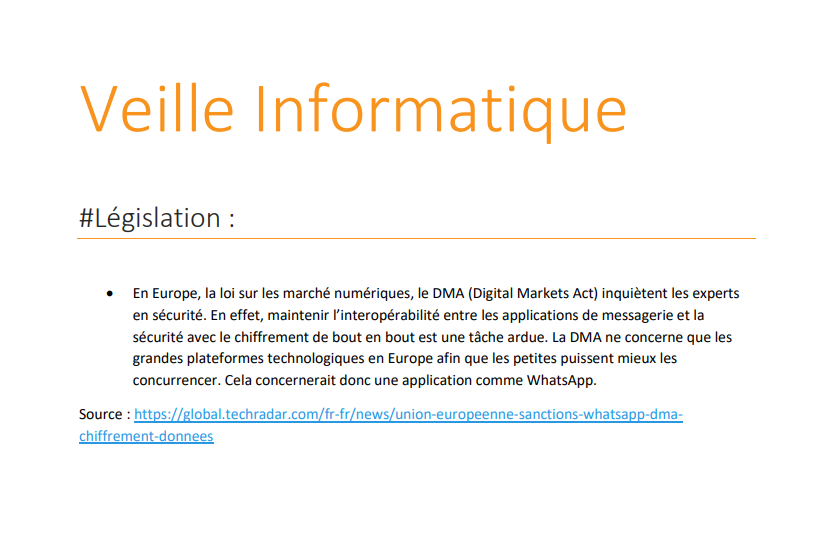 Veille Informatique
#Législation :
• En Europe, la loi sur les marché numériques, le DMA (Digital Markets Act) inquiètent les experts
en sécurité. En effet, maintenir l’interopérabilité entre les applications de messagerie et la
sécurité avec le chiffrement de bout en bout est une tâche ardue. La DMA ne concerne que les
grandes plateformes technologiques en Europe afin que les petites puissent mieux les
concurrencer. Cela concernerait donc une application comme WhatsApp.
Source : https://global.techradar.com/fr-fr/news/union-europeenne-sanctions-whatsapp-dma-
chiffrement-donnees